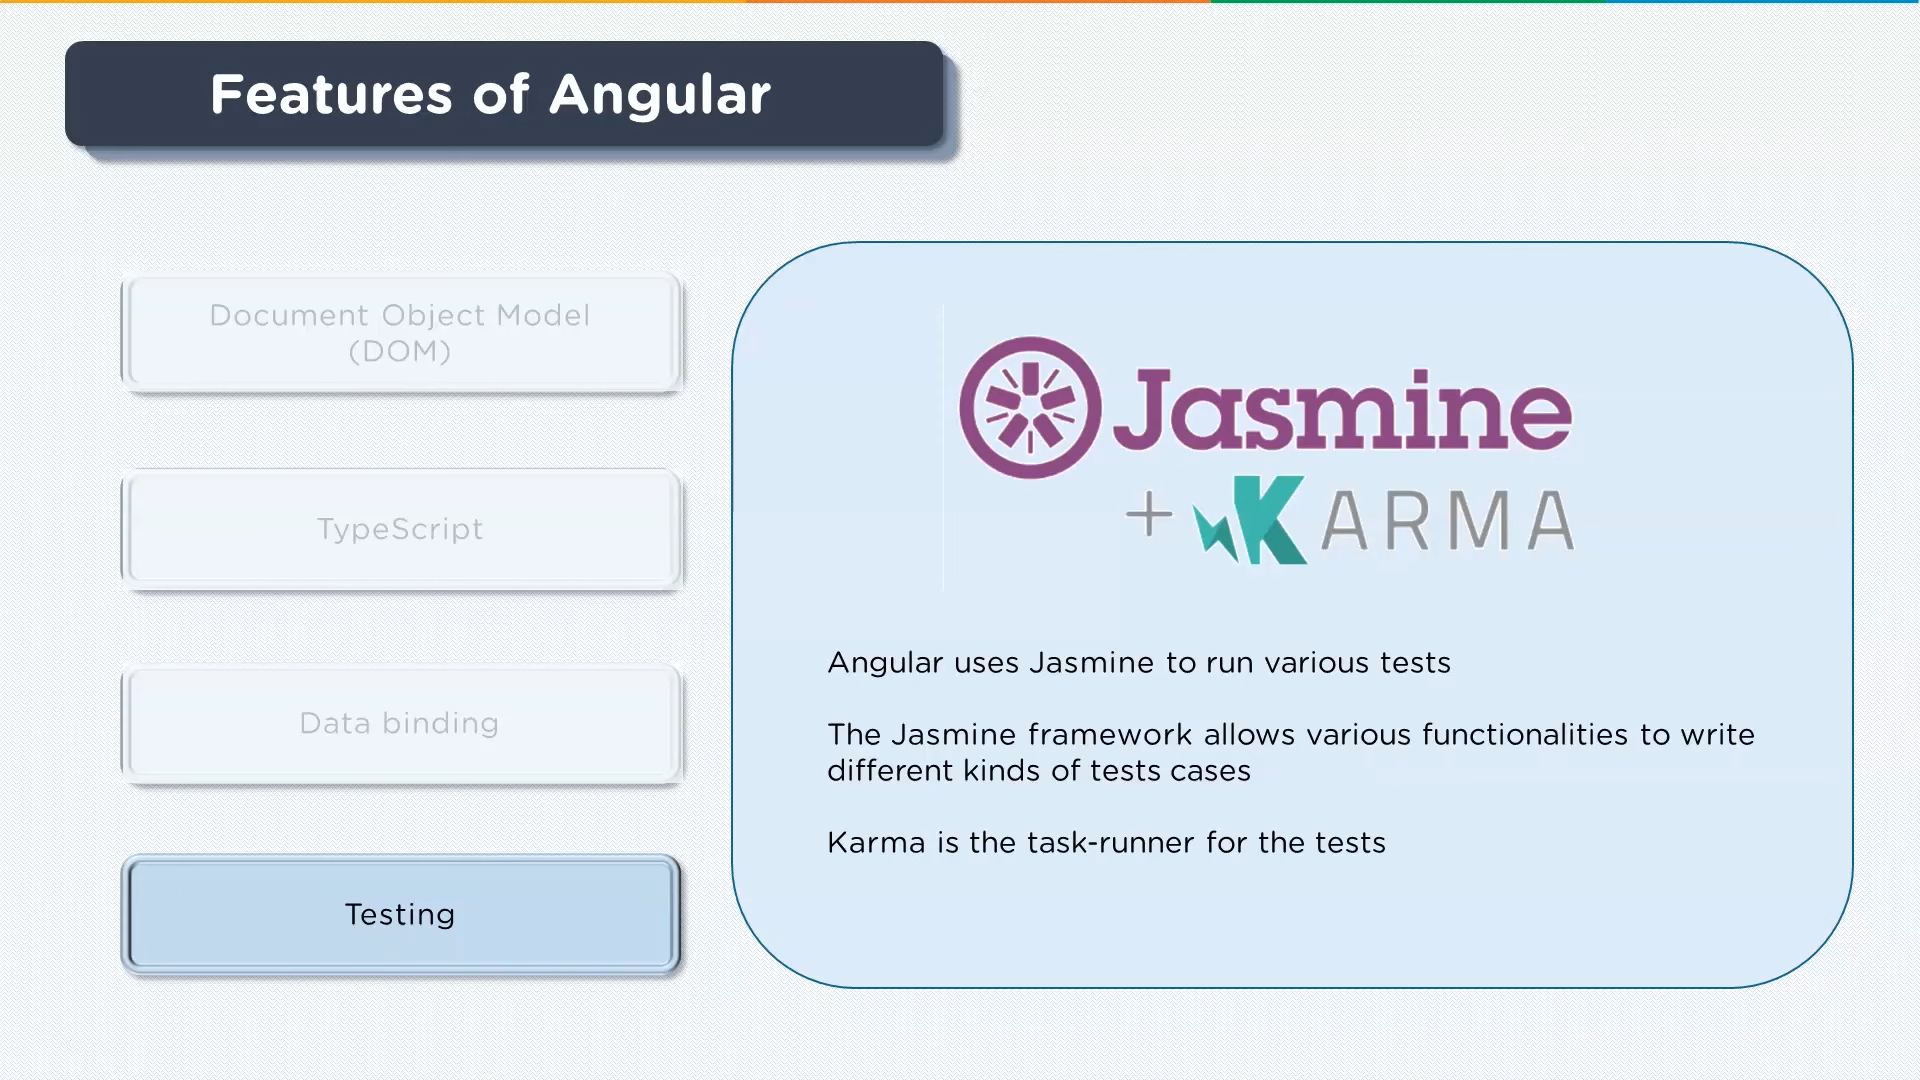 Features of Angular
Document Object Model
(DOM)
TypeScript
Data binding
Testing
Jasmine
+ KARMA
Angular uses Jasmine to run various tests
The Jasmine framework allows various functionalities to write
different kinds of tests cases
Karma is the task-runner for the tests